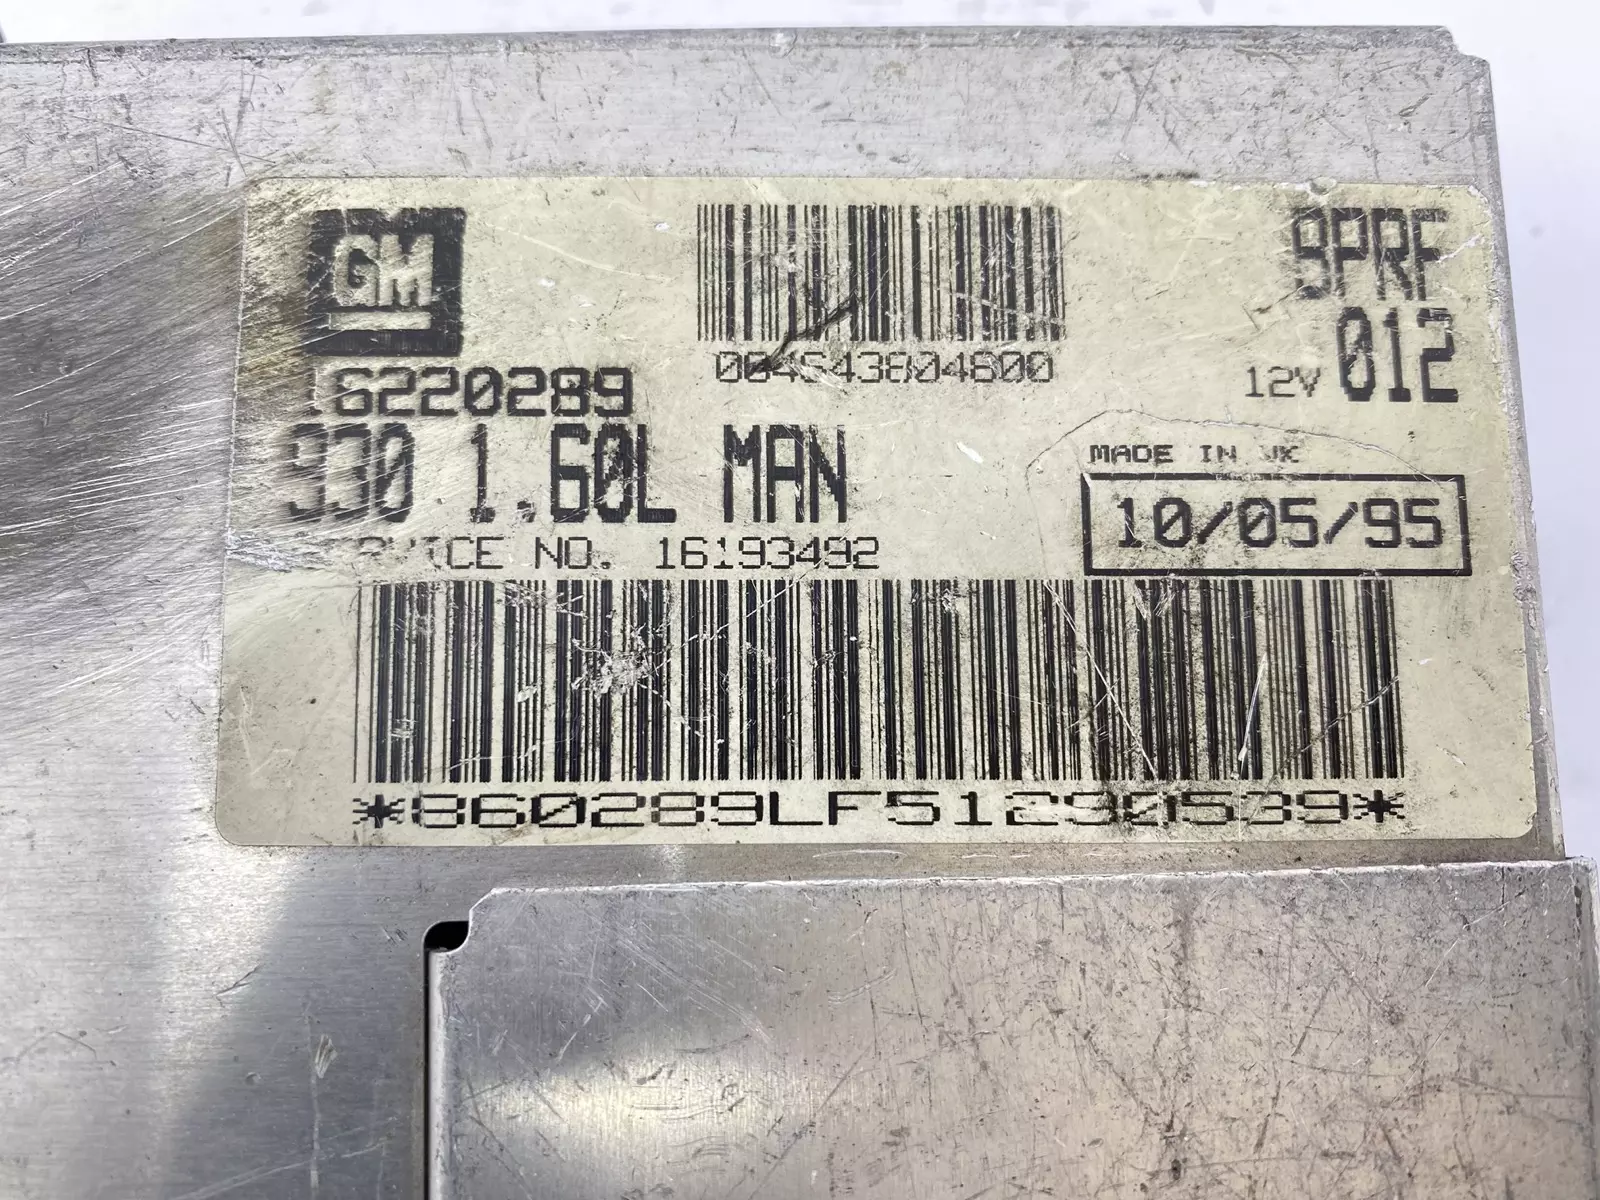 GM
004643804600
9PRF
16220289
12V 012
930 1.60L MAN
MADE IN UK
SERVICE NO. 16193492
10/05/95
*860289LF51290539*